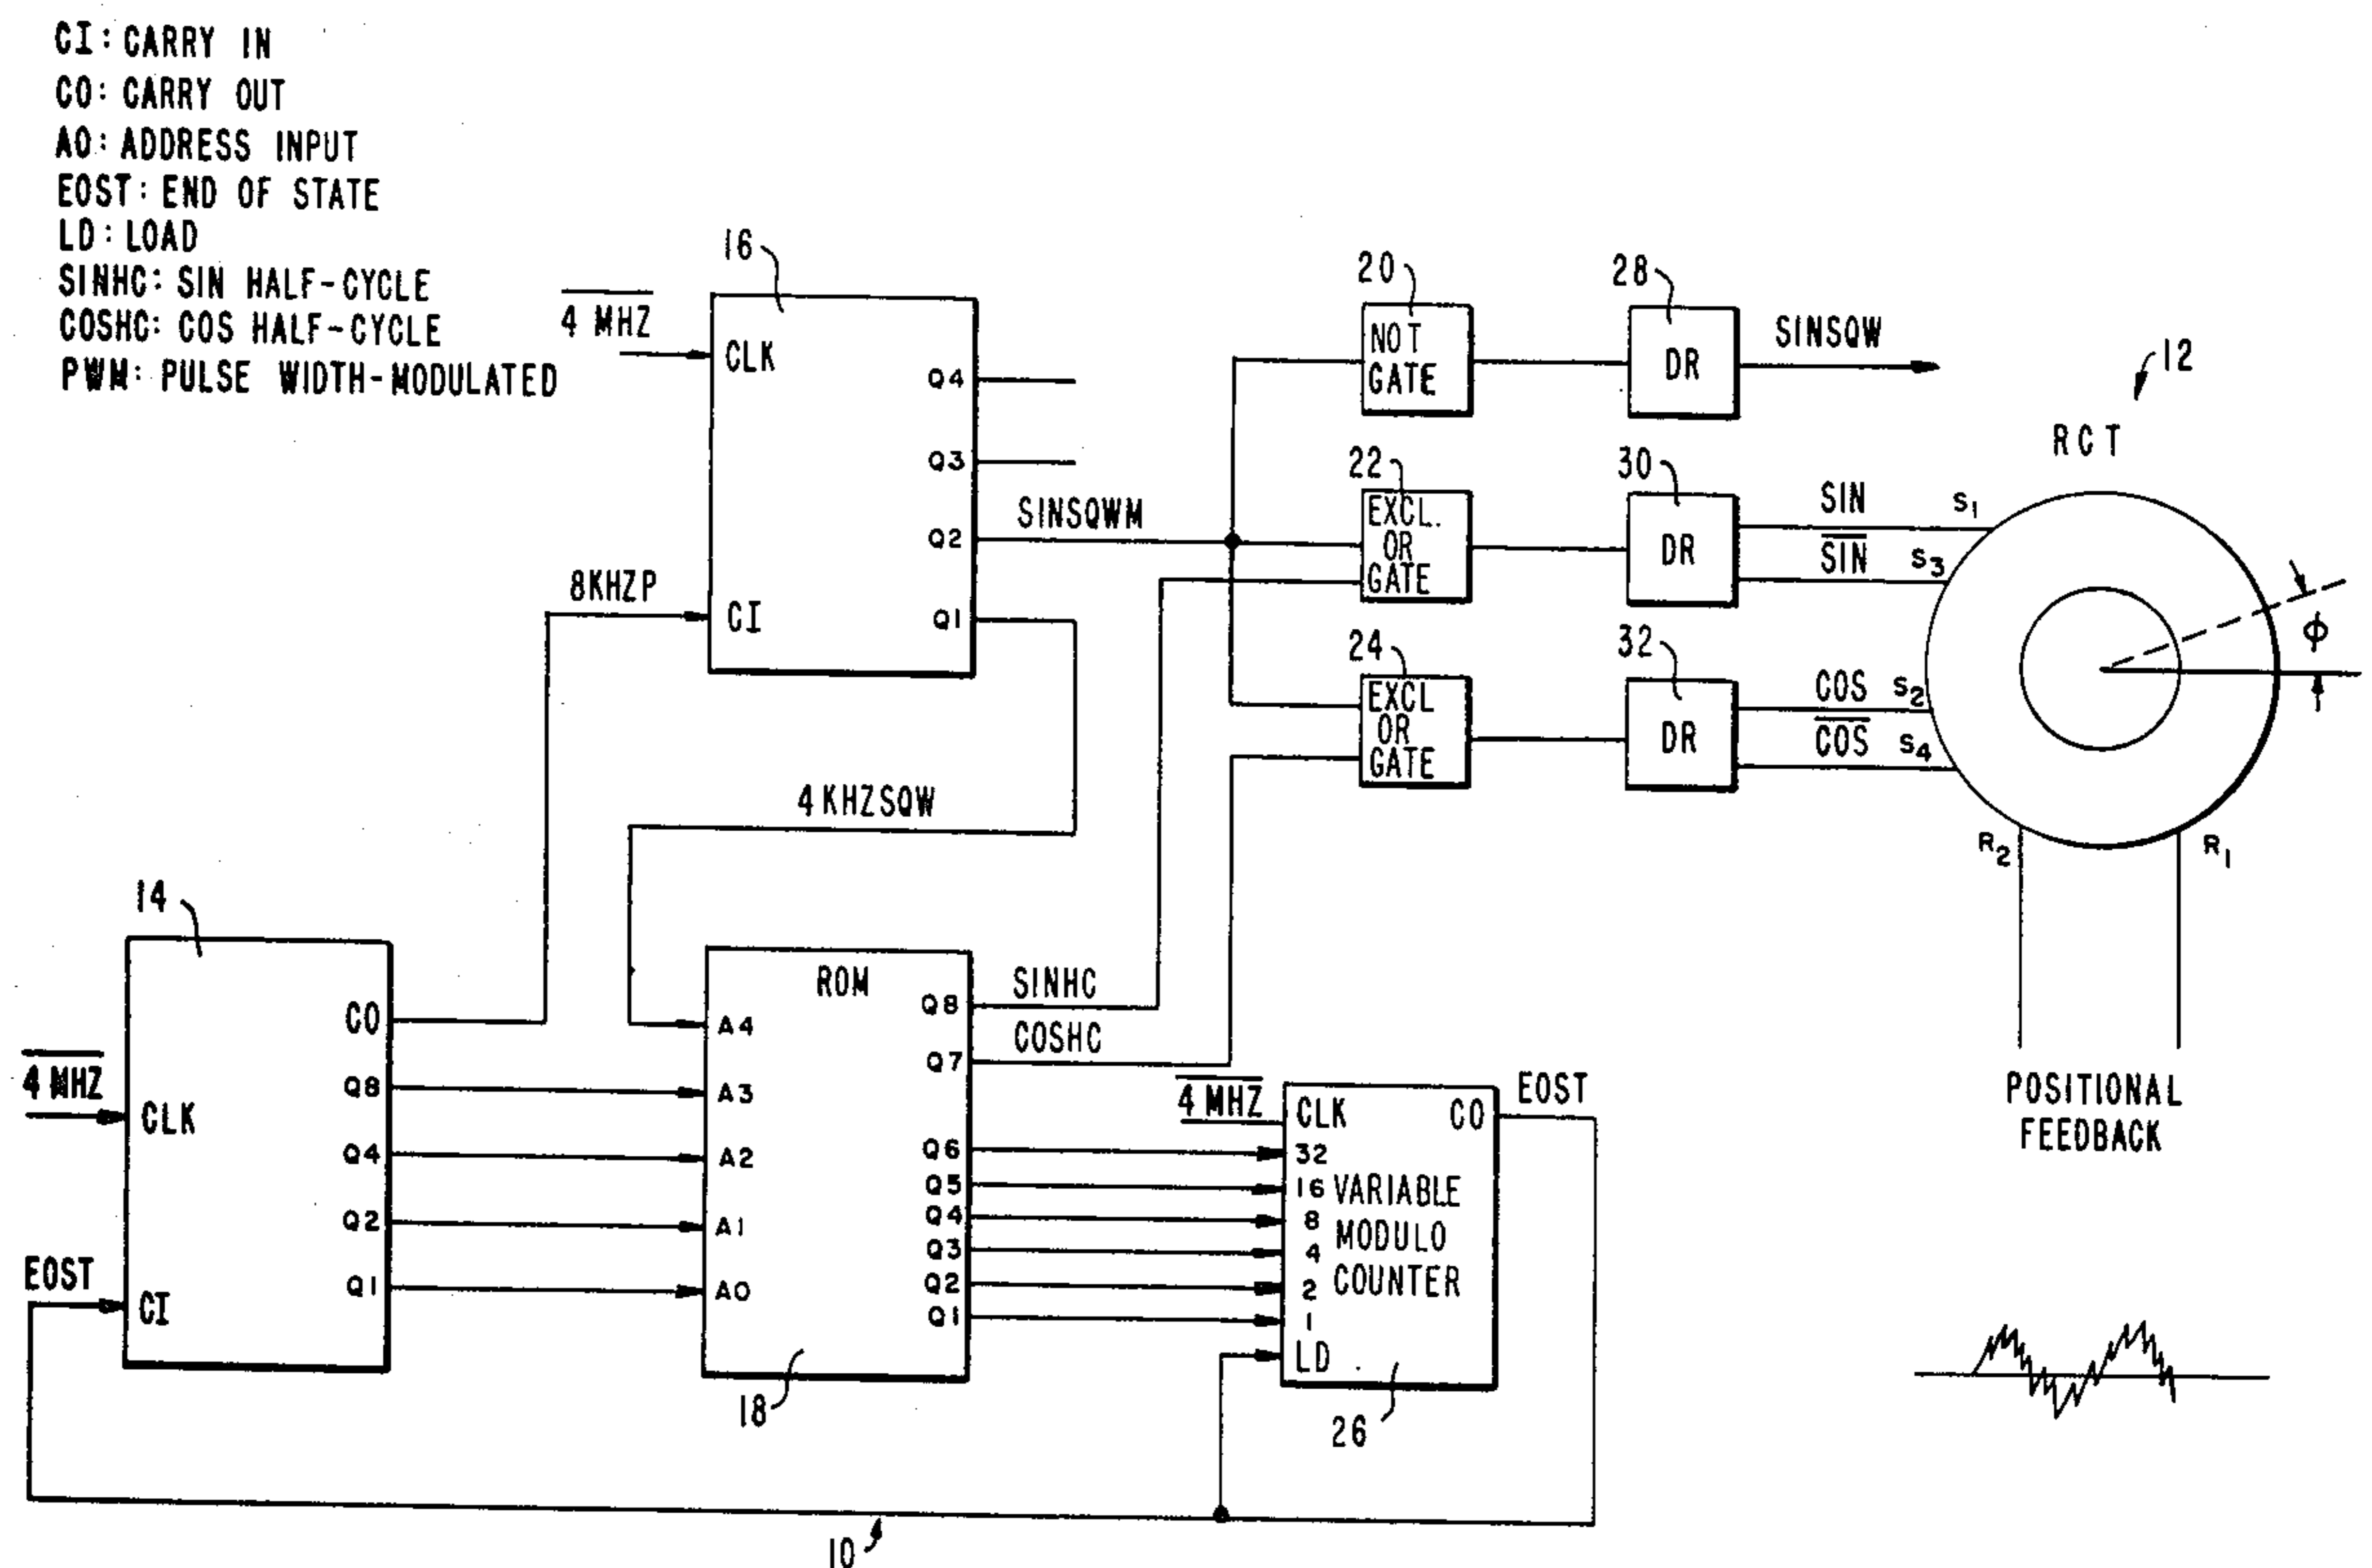 CI: CARRY IN
CO: CARRY OUT
AO: ADDRESS INPUT
EOST: END OF STATE
LD: LOAD
SINHC: SIN HALF-CYCLE
COSHC: COS HALF-CYCLE
PWM: PULSE WIDTH-MODULATED
16
4 MHZ
CLK
Q4
Q3
Q2
Q1
CI
8KHZP
SINSQWM
4KHZSQW
20
NOT
GATE
28
DR
SINSQW
22
EXCL.
OR
GATE
30
DR
SIN
SIN
S1
S3
24
EXCL
OR
GATE
32
DR
COS
COS
S2
S4
12
RCT
ϕ
R2
R1
POSITIONAL
FEEDBACK
14
4 MHZ
CLK
EOST
CI
CO
Q8
Q4
Q2
Q1
ROM
A4
A3
A2
A1
A0
Q8
Q7
Q6
Q5
Q4
Q3
Q2
Q1
18
SINHC
COSHC
4 MHZ
CLK
CO
EOST
32
16
8
4
2
1
LD
VARIABLE
MODULO
COUNTER
26
10